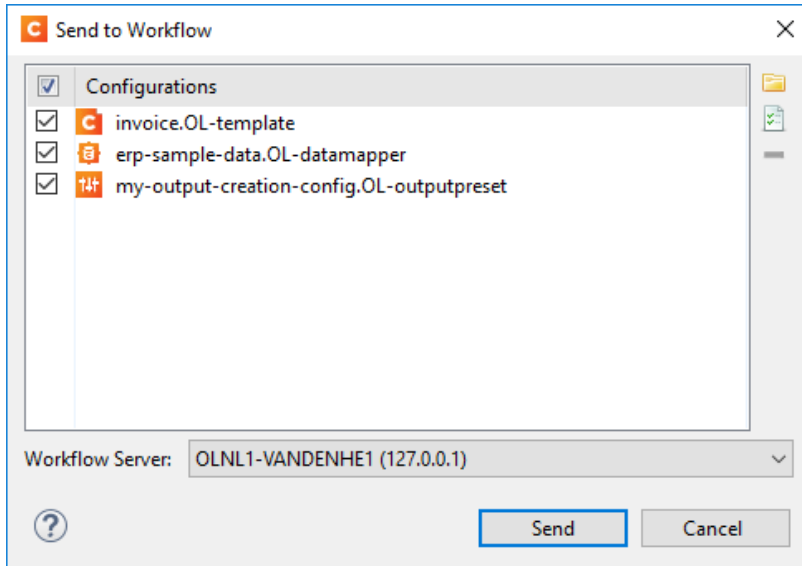 Send to Workflow
Configurations
invoice.OL-template
erp-sample-data.OL-datamapper
my-output-creation-config.OL-outputpreset
Workflow Server: OLNL1-VANDENHE1 (127.0.0.1)
Send Cancel